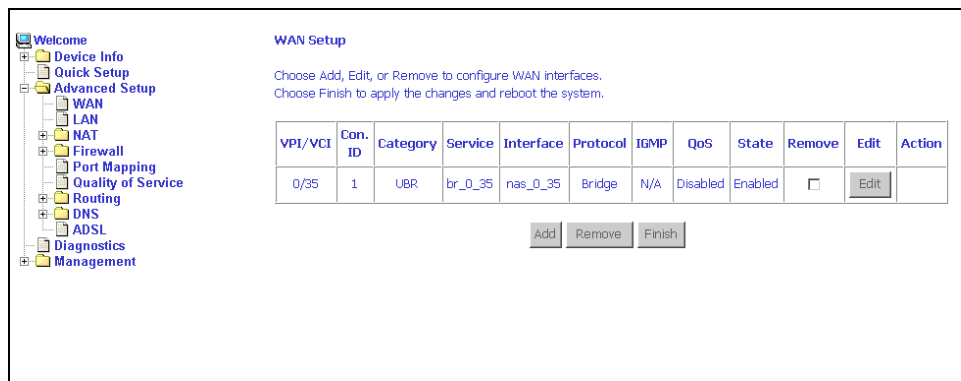 Welcome
Device Info
Quick Setup
Advanced Setup
WAN
LAN
NAT
Firewall
Port Mapping
Quality of Service
Routing
DNS
ADSL
Diagnostics
Management
WAN Setup
Choose Add, Edit, or Remove to configure WAN interfaces.
Choose Finish to apply the changes and reboot the system.
VPI/VCI Con. ID Category Service Interface Protocol IGMP QoS State Remove Edit Action
0/35 1 UBR br_0_35 nas_0_35 Bridge N/A Disabled Enabled Edit
Add Remove Finish